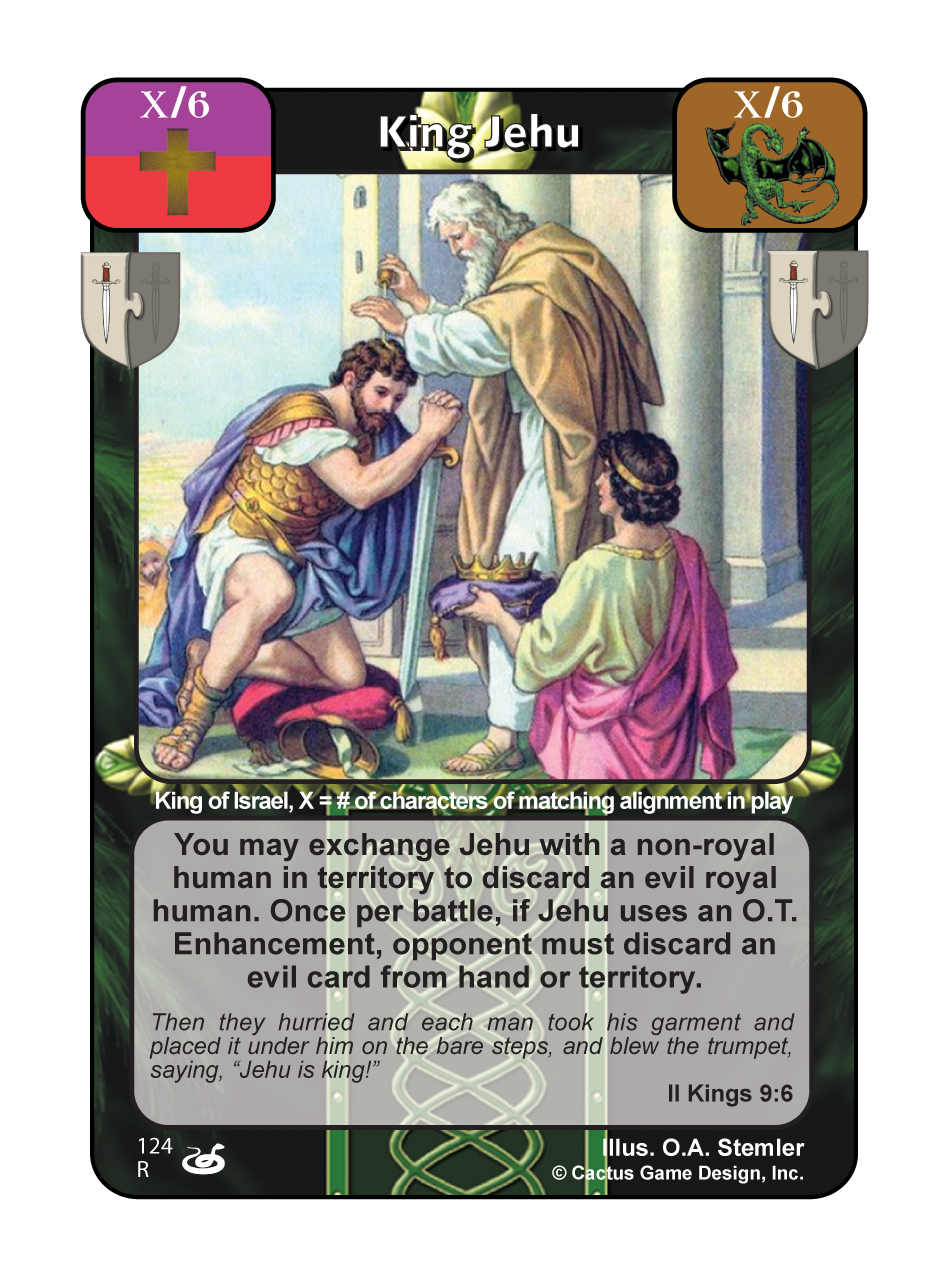 X/6
King Jehu
X/6
King of Israel, X = # of characters of matching alignment in play
You may exchange Jehu with a non-royal
human in territory to discard an evil royal
human. Once per battle, if Jehu uses an O.T.
Enhancement, opponent must discard an
evil card from hand or territory.
Then they hurried and each man took his garment and
placed it under him on the bare steps, and blew the trumpet,
saying, “Jehu is king!”
II Kings 9:6
124
R
Illus. O.A. Stemler
© Cactus Game Design, Inc.